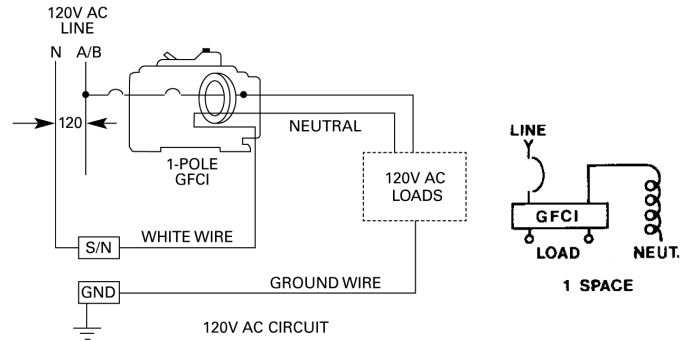 120V AC
LINE
N A/B
120
NEUTRAL
1-POLE
GFCI
120V AC
LOADS
WHITE WIRE
S/N
GROUND WIRE
GND
120V AC CIRCUIT
LINE
GFCI
LOAD
NEUT.
1 SPACE